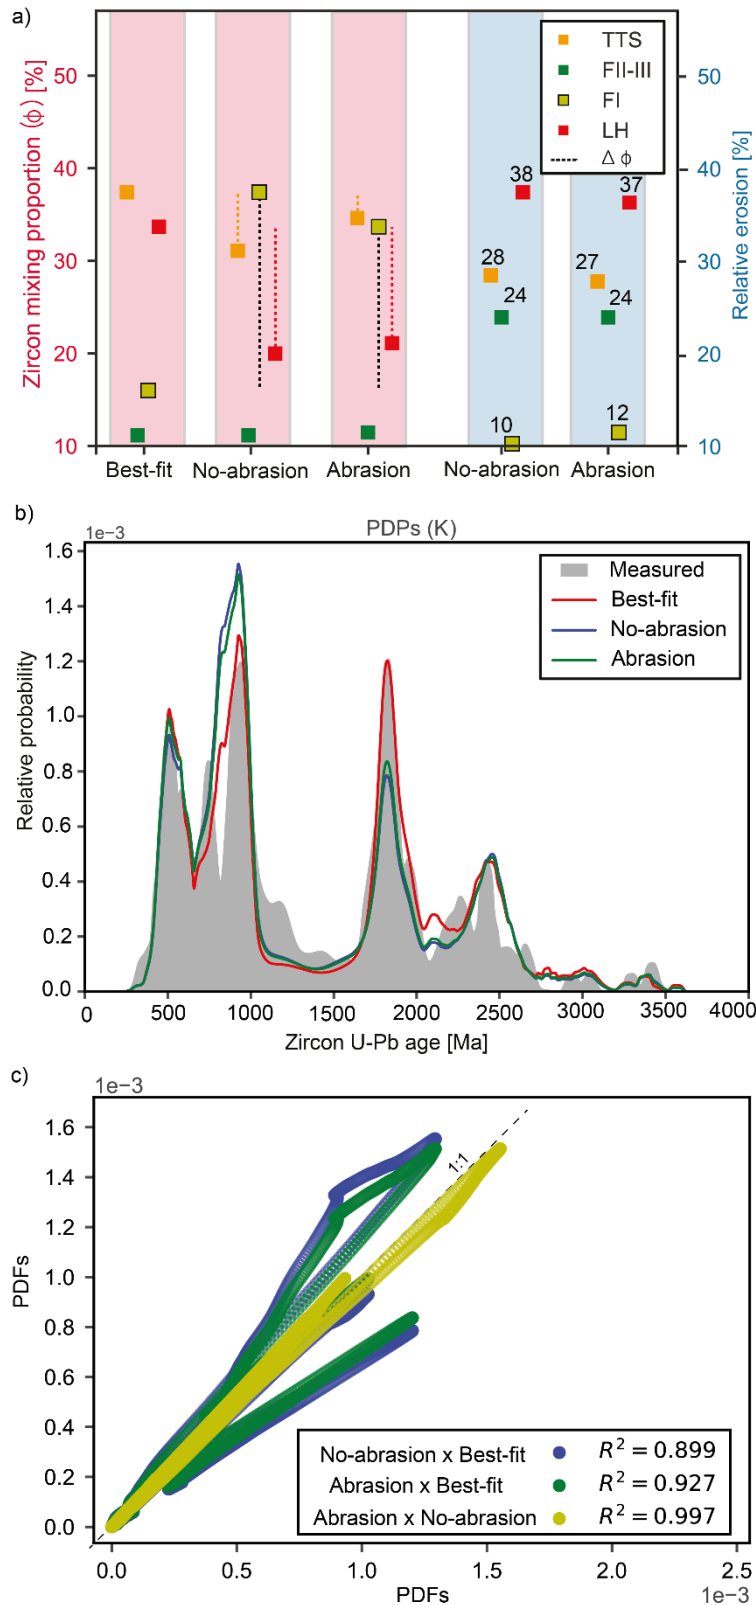 a)
Zircon mixing proportion (ϕ) [%]
50
40
30
20
10
TTS
FII-III
FI
LH
Δ ϕ
Relative erosion [%]
50
40
30
20
10
38
37
28
27
24
24
10
12
Best-fit
No-abrasion
Abrasion
No-abrasion
Abrasion
b)
1e−3
PDPs (K)
Relative probability
1.6
1.4
1.2
1.0
0.8
0.6
0.4
0.2
0.0
Measured
Best-fit
No-abrasion
Abrasion
0 500 1000 1500 2000 2500 3000 3500 4000
Zircon U-Pb age [Ma]
c)
1e−3
PDFs
1.6
1.4
1.2
1.0
0.8
0.6
0.4
0.2
0.0
1:1
No-abrasion x Best-fit R² = 0.899
Abrasion x Best-fit R² = 0.927
Abrasion x No-abrasion R² = 0.997
0.0 0.5 1.0 1.5 2.0 2.5
PDFs
1e−3